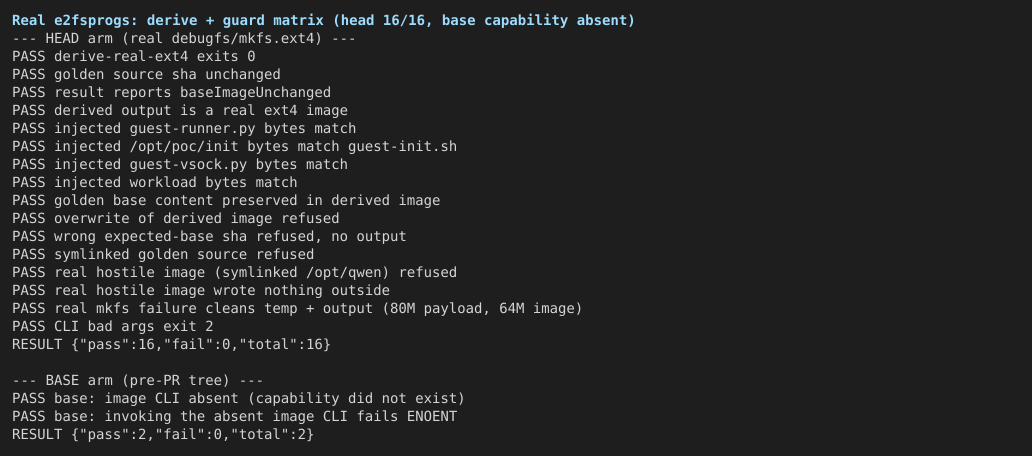 Real e2fsprogs: derive + guard matrix (head 16/16, base capability absent)
--- HEAD arm (real debugfs/mkfs.ext4) ---
PASS derive-real-ext4 exits 0
PASS golden source sha unchanged
PASS result reports baseImageUnchanged
PASS derived output is a real ext4 image
PASS injected guest-runner.py bytes match
PASS injected /opt/poc/init bytes match guest-init.sh
PASS injected guest-vsock.py bytes match
PASS injected workload bytes match
PASS golden base content preserved in derived image
PASS overwrite of derived image refused
PASS wrong expected-base sha refused, no output
PASS symlinked golden source refused
PASS real hostile image (symlinked /opt/qwen) refused
PASS real hostile image wrote nothing outside
PASS real mkfs failure cleans temp + output (80M payload, 64M image)
PASS CLI bad args exit 2
RESULT {"pass":16,"fail":0,"total":16}

--- BASE arm (pre-PR tree) ---
PASS base: image CLI absent (capability did not exist)
PASS base: invoking the absent image CLI fails ENOENT
RESULT {"pass":2,"fail":0,"total":2}